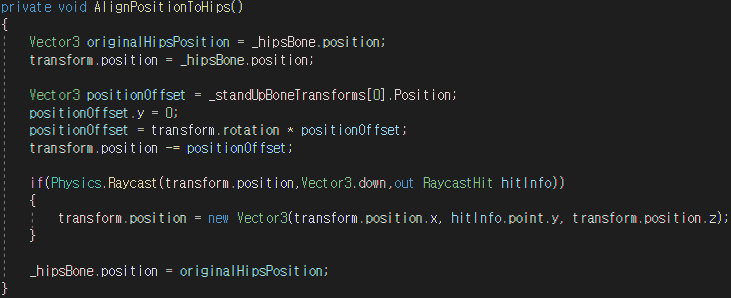 private void AlignPositionToHips()
{
Vector3 originalHipsPosition = _hipsBone.position;
transform.position = _hipsBone.position;
Vector3 positionOffset = _standUpBoneTransforms[0].Position;
positionOffset.y = 0;
positionOffset = transform.rotation * positionOffset;
transform.position -= positionOffset;
if(Physics.Raycast(transform.position,Vector3.down,out RaycastHit hitInfo))
{
transform.position = new Vector3(transform.position.x, hitInfo.point.y, transform.position.z);
}
_hipsBone.position = originalHipsPosition;
}